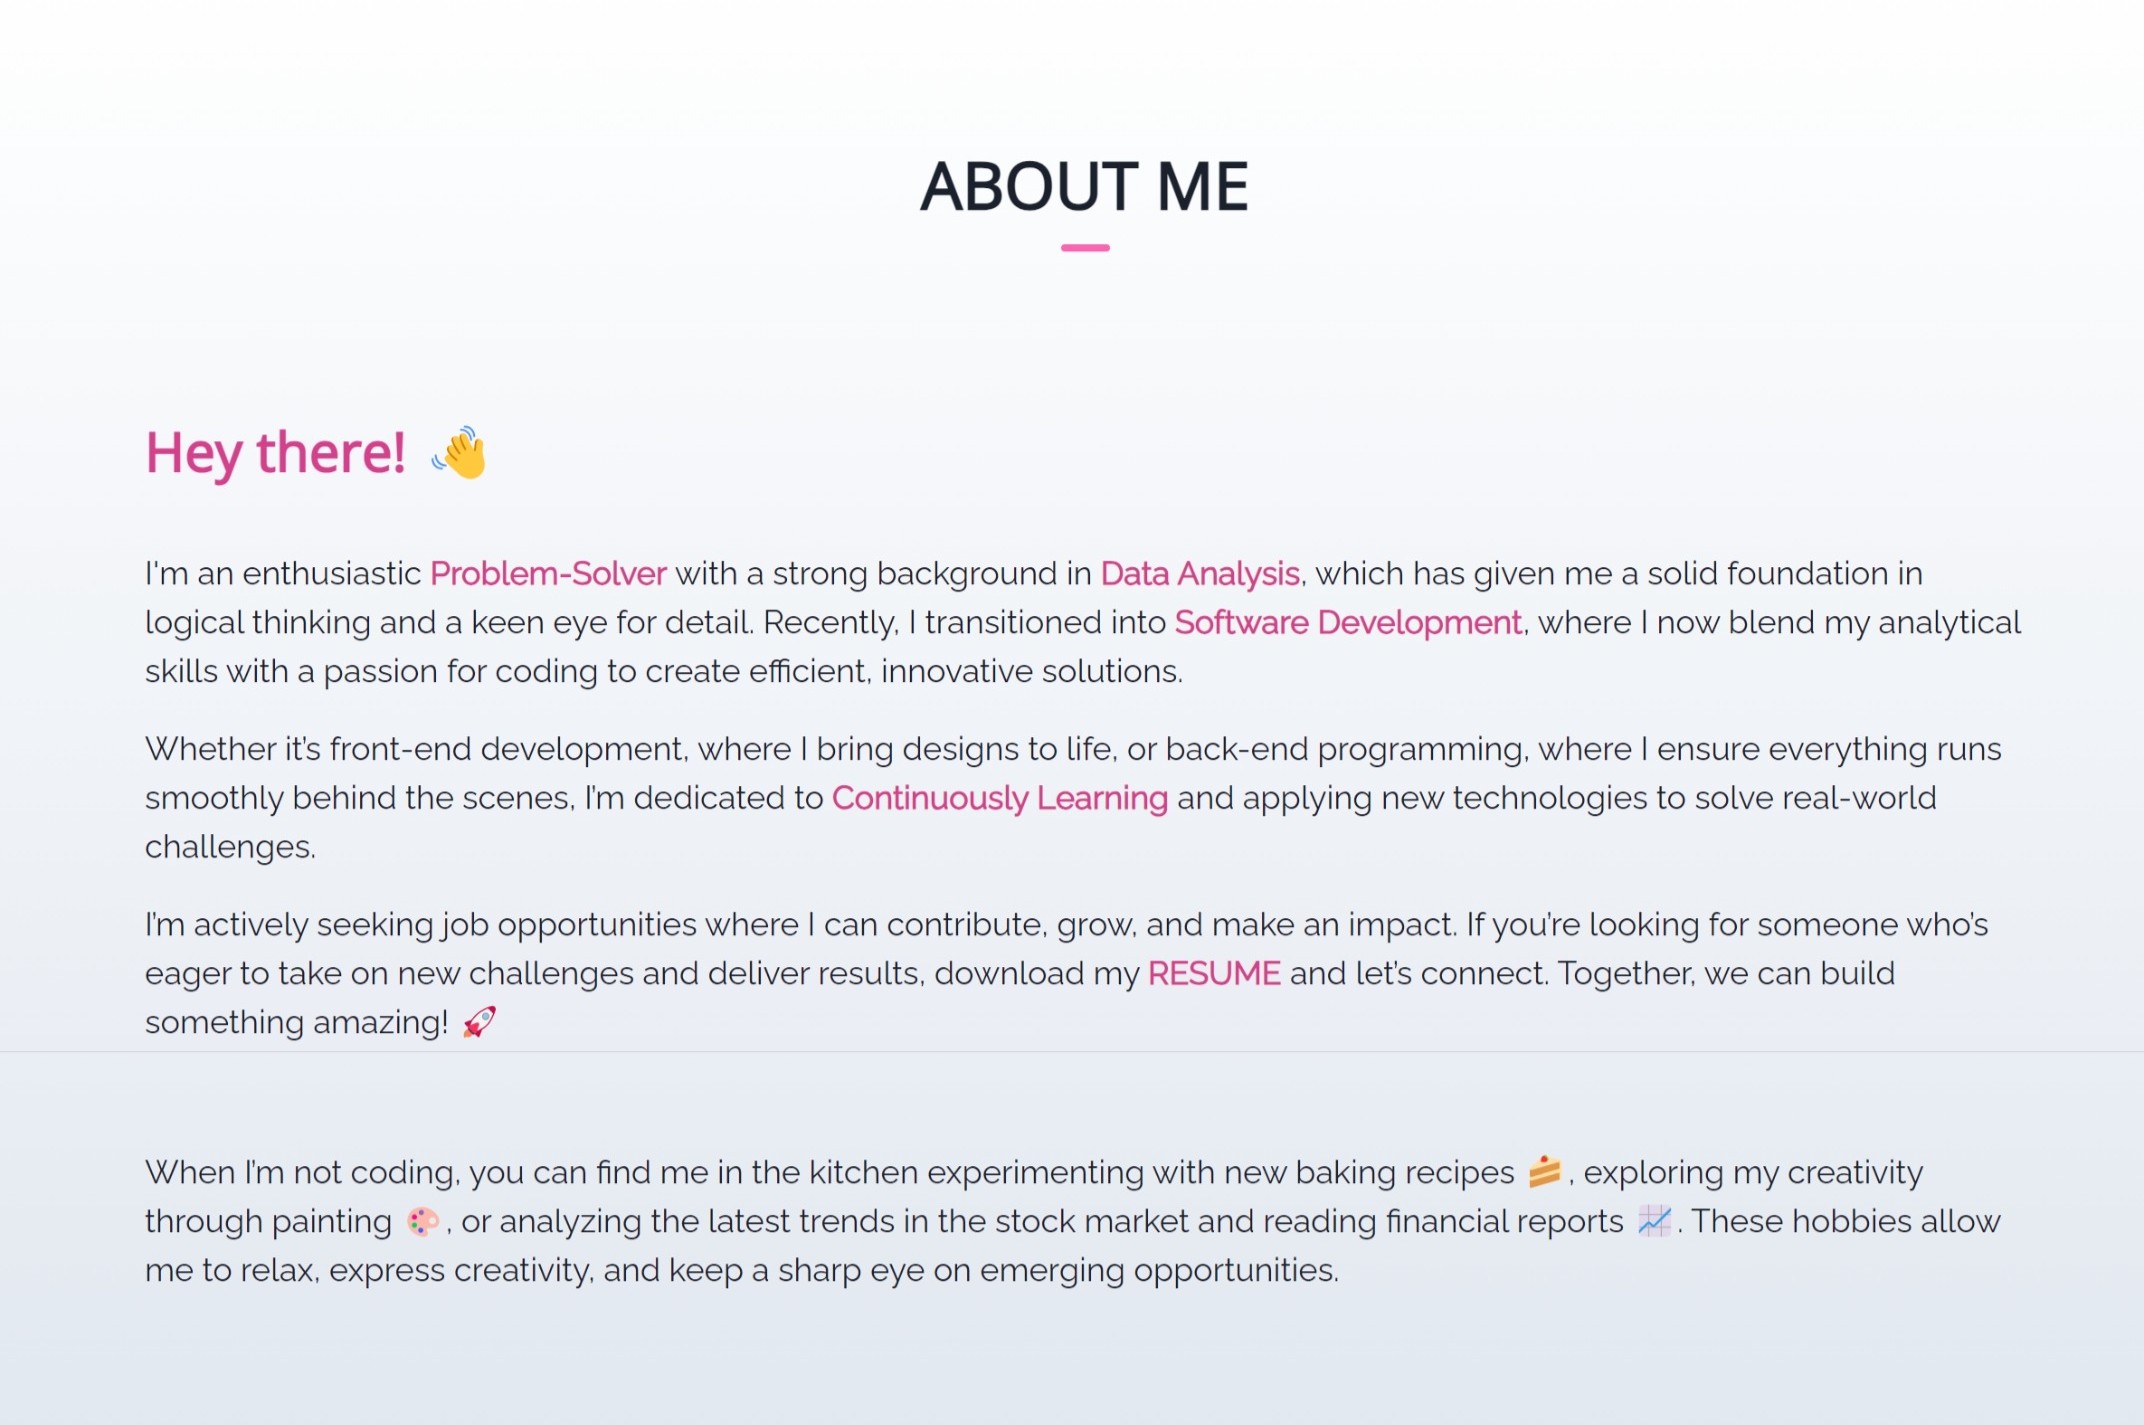 ABOUT ME
Hey there! 👋
I'm an enthusiastic Problem-Solver with a strong background in Data Analysis, which has given me a solid foundation in
logical thinking and a keen eye for detail. Recently, I transitioned into Software Development, where I now blend my analytical
skills with a passion for coding to create efficient, innovative solutions.
Whether it’s front-end development, where I bring designs to life, or back-end programming, where I ensure everything runs
smoothly behind the scenes, I’m dedicated to Continuously Learning and applying new technologies to solve real-world
challenges.
I’m actively seeking job opportunities where I can contribute, grow, and make an impact. If you’re looking for someone who’s
eager to take on new challenges and deliver results, download my RESUME and let’s connect. Together, we can build
something amazing! 🚀
When I’m not coding, you can find me in the kitchen experimenting with new baking recipes 🍰, exploring my creativity
through painting 🎨, or analyzing the latest trends in the stock market and reading financial reports 📈. These hobbies allow
me to relax, express creativity, and keep a sharp eye on emerging opportunities.